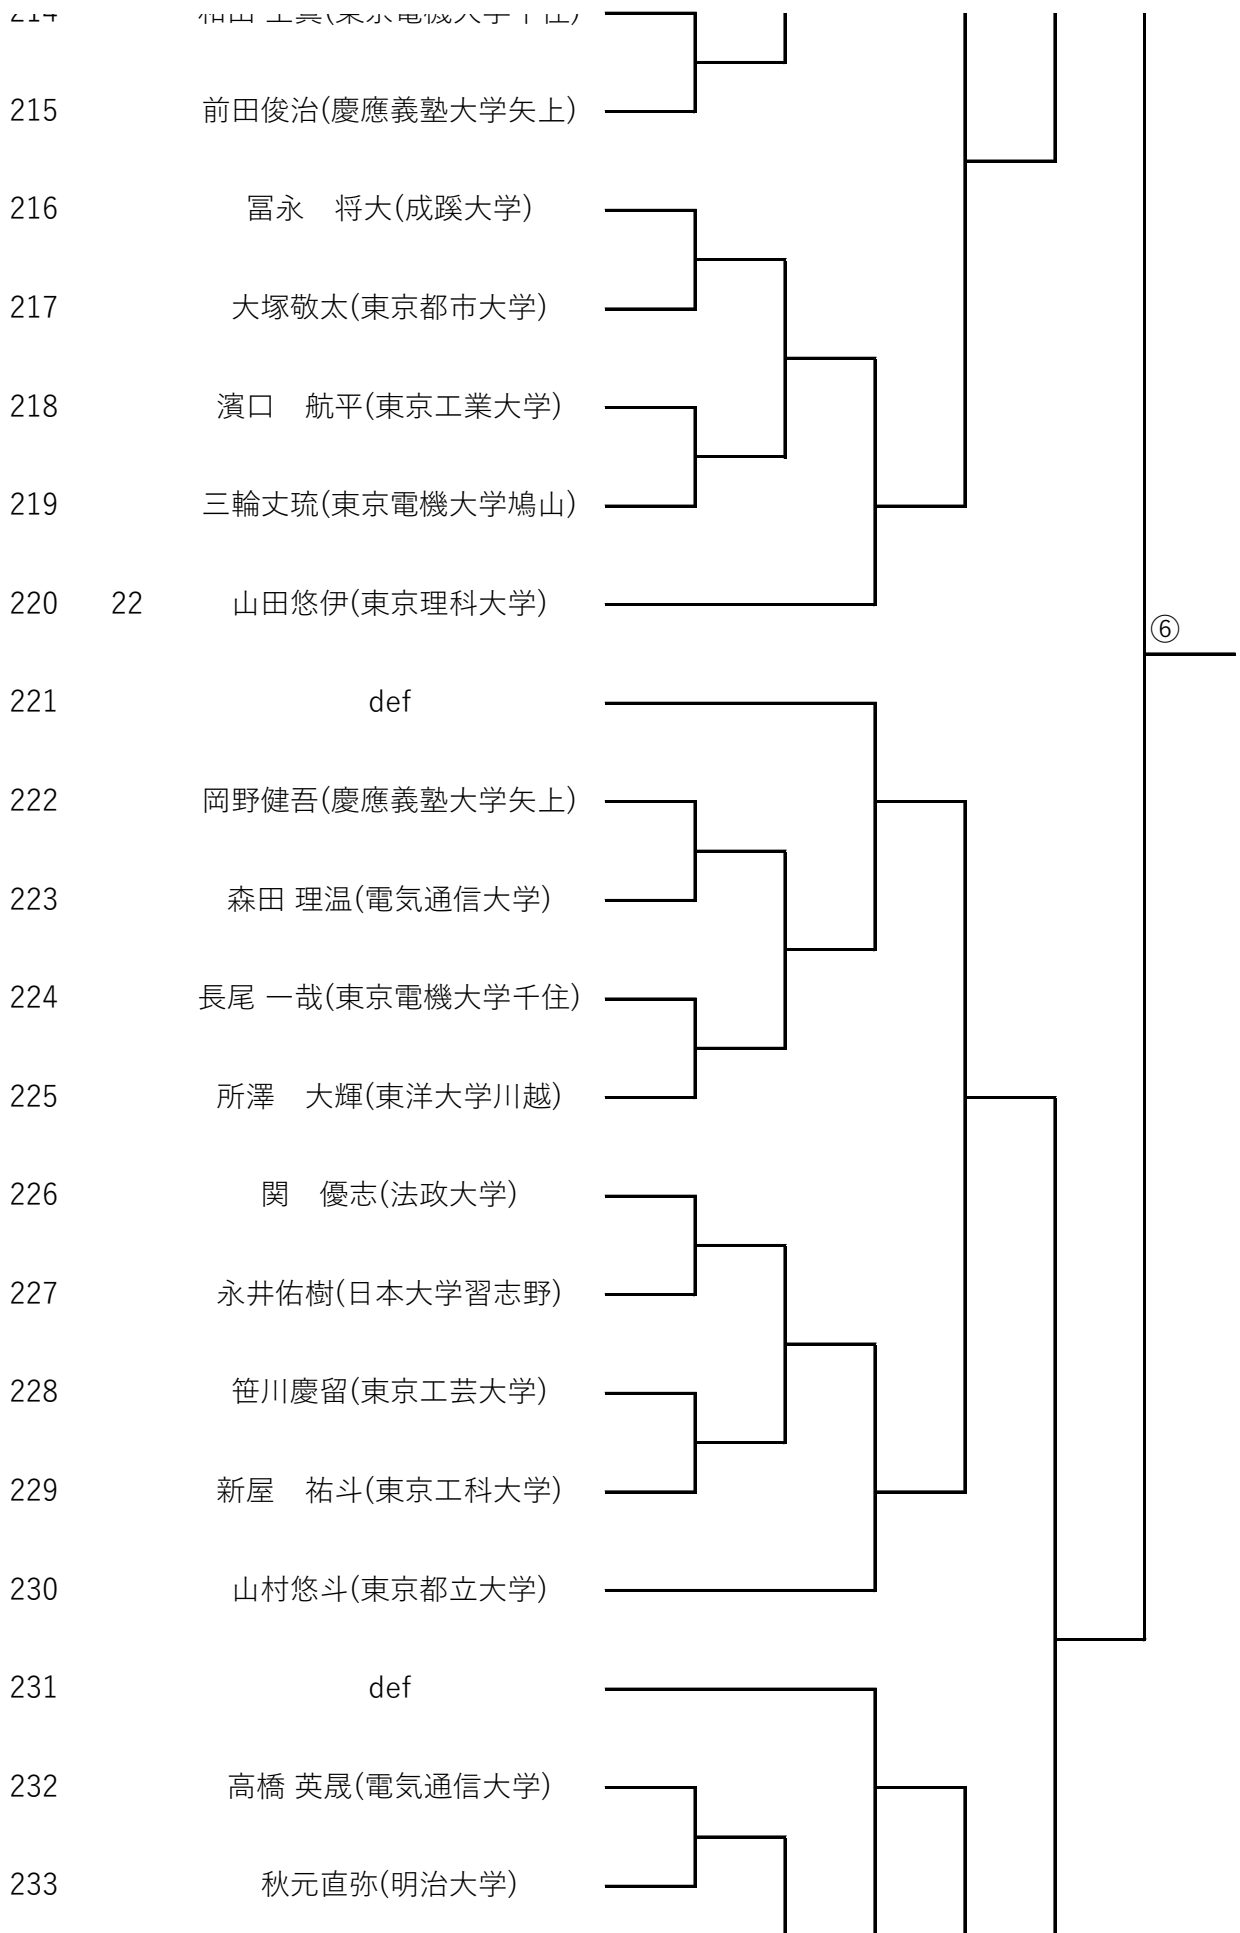 215 前田俊治(慶應義塾大学矢上)
216 冨永　将大(成蹊大学)
217 大塚敬太(東京都市大学)
218 濱口　航平(東京工業大学)
219 三輪丈琉(東京電機大学鳩山)
220 22 山田悠伊(東京理科大学)
⑥
221 def
222 岡野健吾(慶應義塾大学矢上)
223 森田 理温(電気通信大学)
224 長尾 一哉(東京電機大学千住)
225 所澤　大輝(東洋大学川越)
226 関　優志(法政大学)
227 永井佑樹(日本大学習志野)
228 笹川慶留(東京工芸大学)
229 新屋　祐斗(東京工科大学)
230 山村悠斗(東京都立大学)
231 def
232 高橋 英晟(電気通信大学)
233 秋元直弥(明治大学)